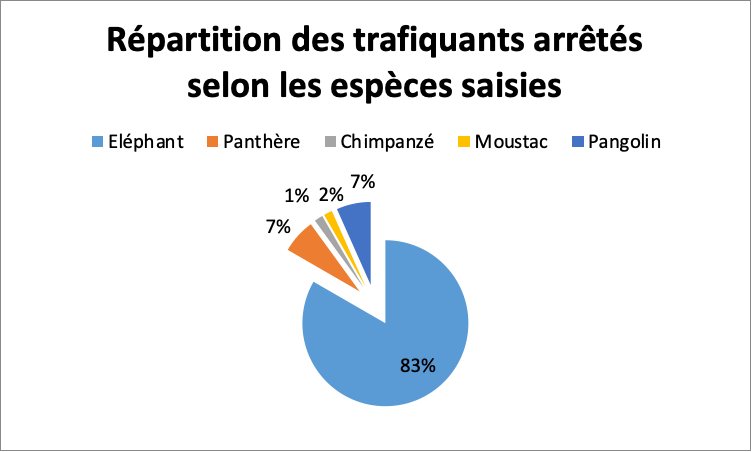 Répartition des trafiquants arrêtés
selon les espèces saisies
Eléphant Panthère Chimpanzé Moustac Pangolin
7%
1% 2%
7%
83%